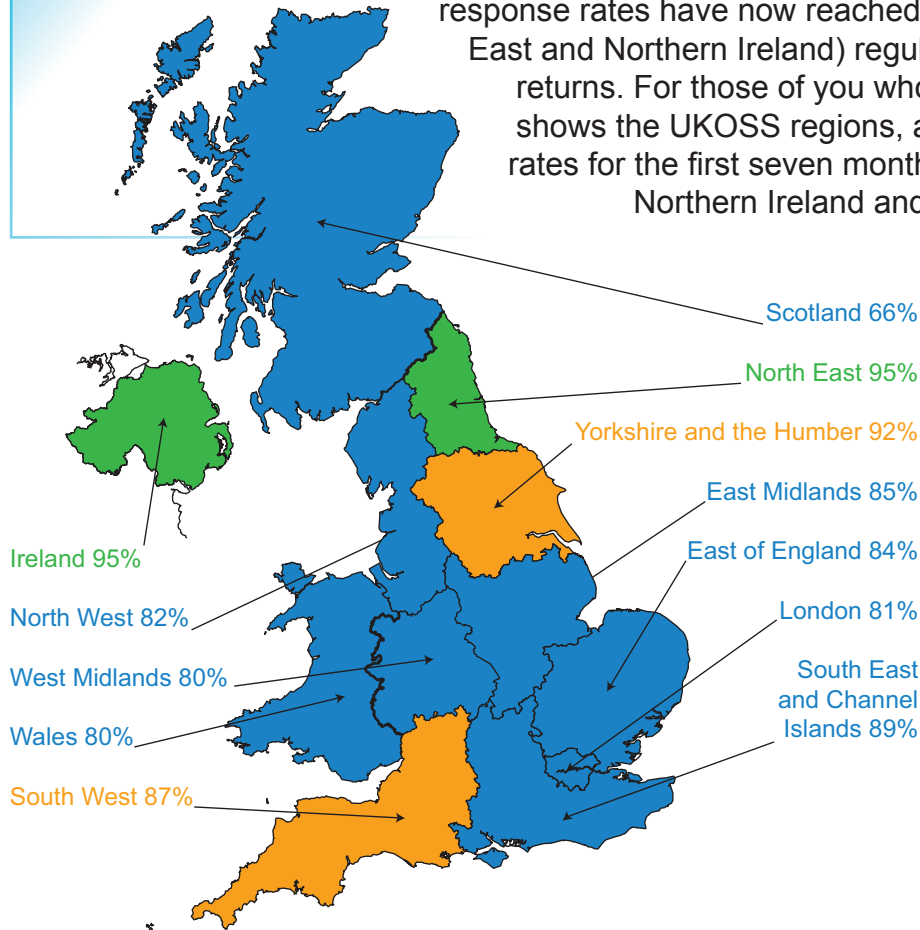 response rates have now reached
East and Northern Ireland) regul
returns. For those of you who
shows the UKOSS regions, a
rates for the first seven month
Northern Ireland and
Scotland 66%
North East 95%
Yorkshire and the Humber 92%
East Midlands 85%
East of England 84%
London 81%
South East
and Channel
Islands 89%
Ireland 95%
North West 82%
West Midlands 80%
Wales 80%
South West 87%